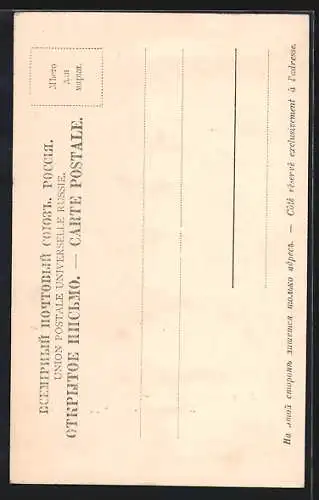 ВСЕМІРНЫЙ ПОЧТОВЫЙ СОЮЗЪ. РОССІЯ.
UNION POSTALE UNIVERSELLE RUSSIE.
ОТКРЫТОЕ ПИСЬМО. — CARTE POSTALE.
Мѣсто
для
марки.
На этой сторонѣ пишется только адресъ. — Côté réservé exclusivement à l'adresse.